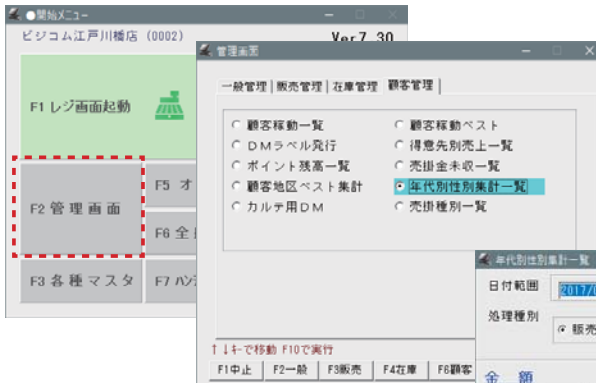 ●開始メニュー
ビジコム江戸川橋店 (0002)
Ver7.30
F1 レジ画面起動
F2 管理画面
F5 オ
F6 全
F3 各種マスタ
F7 ハン
管理画面
一般管理 販売管理 在庫管理 顧客管理
顧客稼動一覧
顧客稼動ベスト
DMラベル発行
得意先別売上一覧
ポイント残高一覧
売掛金未収一覧
顧客地区ベスト集計
年代別性別集計一覧
カルテ用DM
売掛種別一覧
↑↓キーで移動 F10で実行
F1中止 F2一般 F3販売 F4在庫 F6顧客
年代別性別集計一覧
日付範囲
2017/
処理種別
販売
金 額